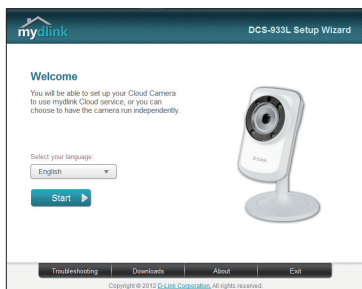 mydlink
DCS-933L Setup Wizard
Welcome
You will be able to set up your Cloud Camera
to use mydlink Cloud service, or you can
choose to have the camera run independently.
Select your language:
English
Start
D-Link
Troubleshooting
Downloads
About
Exit
Copyright © 2012 D-Link Corporation. All rights reserved.